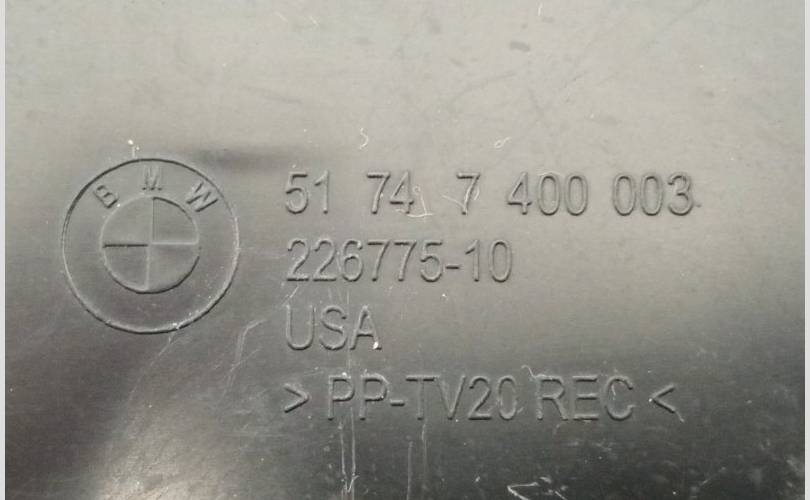 BMW
51 74 7 400 003
226775-10
USA
> PP-TV20 REC <